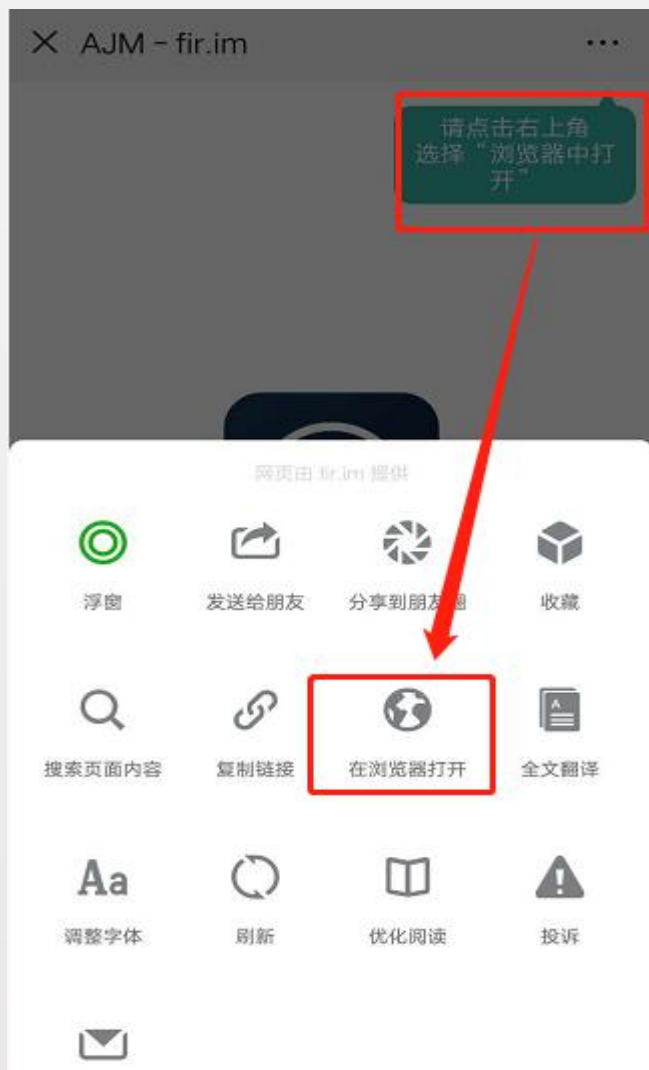 AJM - fir.im
请点击右上角
选择“浏览器中打
开”
网页由 fir.im 提供
浮窗
发送给朋友
分享到朋友圈
收藏
搜索页面内容
复制链接
在浏览器打开
全文翻译
Aa
调整字体
刷新
优化阅读
投诉